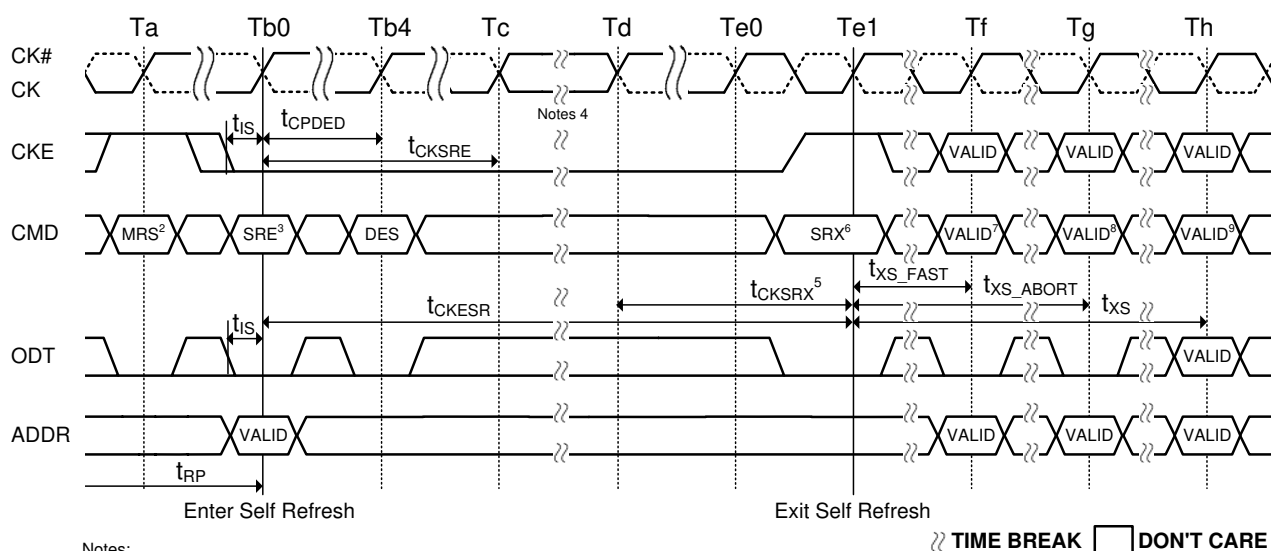 Ta Tb0 Tb4 Tc Td Te0 Te1 Tf Tg Th
CK#
CK
Notes 4
tIS tCPDED
CKE VALID VALID VALID
tCKSRE
CMD MRS2 SRE3 DES SRX6 VALID7 VALID8 VALID9
tXS_FAST
tCKSRX5 tXS_ABORT
tCKESR tXS
tIS
ODT VALID
ADDR VALID VALID VALID VALID
tRP
Enter Self Refresh Exit Self Refresh
TIME BREAK DON'T CARE
Notes: